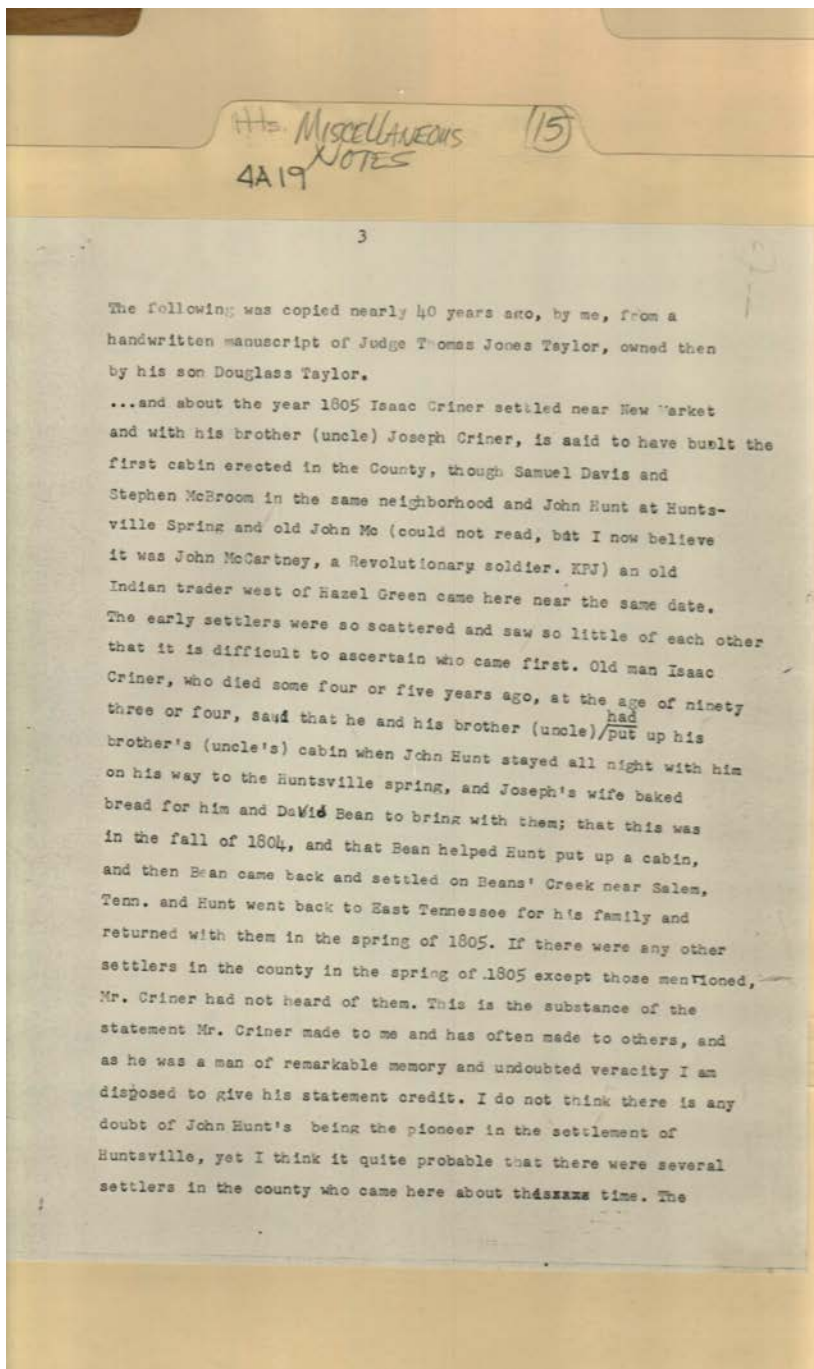 Hts. MISCELLANEOUS (15)
NOTES
4A19
3
The following was copied nearly 40 years ago, by me, from a
handwritten manuscript of Judge Thomas Jones Taylor, owned then
by his son Douglass Taylor.
...and about the year 1805 Isaac Criner settled near New Market
and with his brother (uncle) Joseph Criner, is said to have buult the
first cabin erected in the County, though Samuel Davis and
Stephen McBroom in the same neighborhood and John Hunt at Hunts-
ville Spring and old John Mc (could not read, but I now believe
it was John McCartney, a Revolutionary soldier. KPJ) an old
Indian trader west of Hazel Green came here near the same date.
The early settlers were so scattered and saw so little of each other
that it is difficult to ascertain who came first. Old man Isaac
Criner, who died some four or five years ago, at the age of ninety
had
three or four, said that he and his brother (uncle)/put up his
brother's (uncle's) cabin when John Hunt stayed all night with him
on his way to the Huntsville spring, and Joseph's wife baked
bread for him and David Bean to bring with them; that this was
in the fall of 1804, and that Bean helped Hunt put up a cabin,
and then Bean came back and settled on Beans' Creek near Salem,
Tenn. and Hunt went back to East Tennessee for his family and
returned with them in the spring of 1805. If there were any other
settlers in the county in the spring of 1805 except those mentioned,
Mr. Criner had not heard of them. This is the substance of the
statement Mr. Criner made to me and has often made to others, and
as he was a man of remarkable memory and undoubted veracity I am
disposed to give his statement credit. I do not think there is any
doubt of John Hunt's being the pioneer in the settlement of
Huntsville, yet I think it quite probable that there were several
settlers in the county who came here about thisxxxx time. The